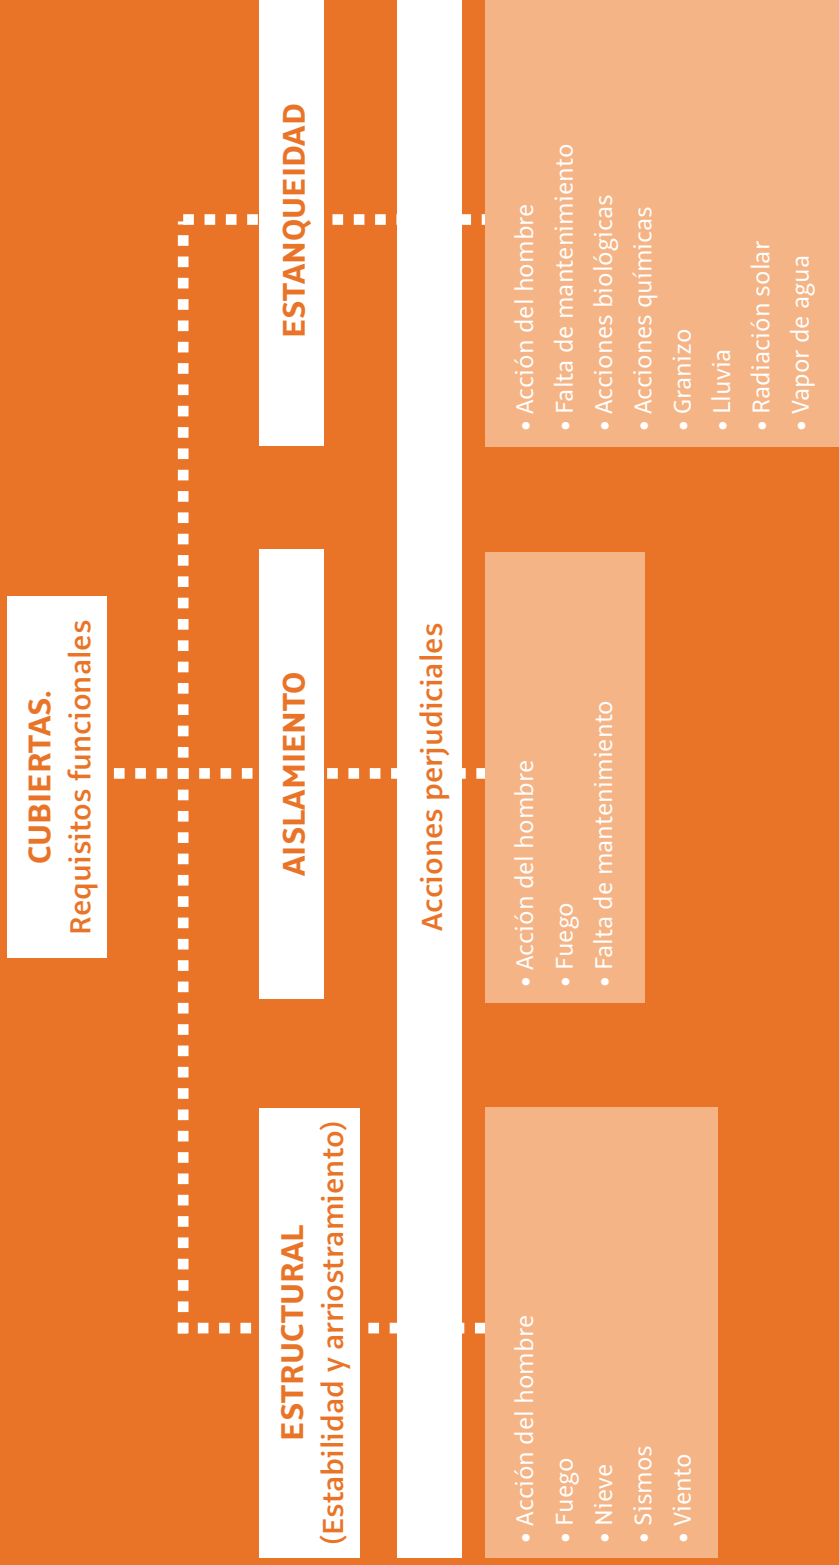 CUBIERTAS.
Requisitos funcionales
ESTRUCTURAL
(Estabilidad y arriostramiento)
AISLAMIENTO
ESTANQUEIDAD
Acciones perjudiciales
• Acción del hombre
• Fuego
• Nieve
• Sismos
• Viento
• Acción del hombre
• Fuego
• Falta de mantenimiento
• Acción del hombre
• Falta de mantenimiento
• Acciones biológicas
• Acciones químicas
• Granizo
• Lluvia
• Radiación solar
• Vapor de agua